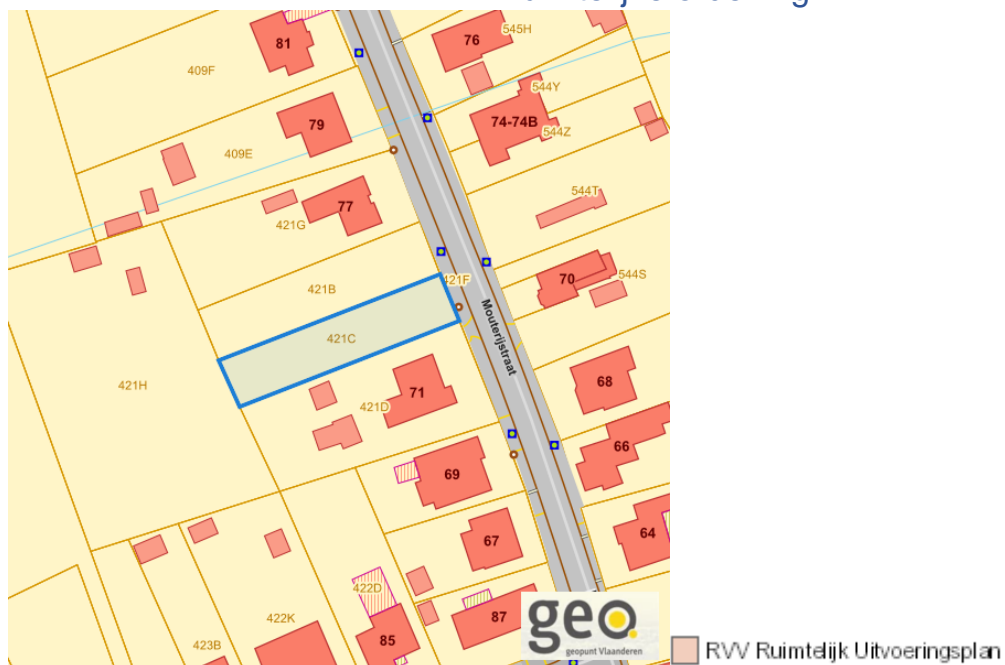 81
76
545H
409F
544Y
79
74-74B
544Z
409E
544T
77
421G
70
544S
421B
421F
Mouterijstraat
421C
421H
68
71
421D
66
69
67
64
422D
422K
87
423B
85
geo.
geopunt Vlaanderen
RVV Ruimtelijk Uitvoeringsplan